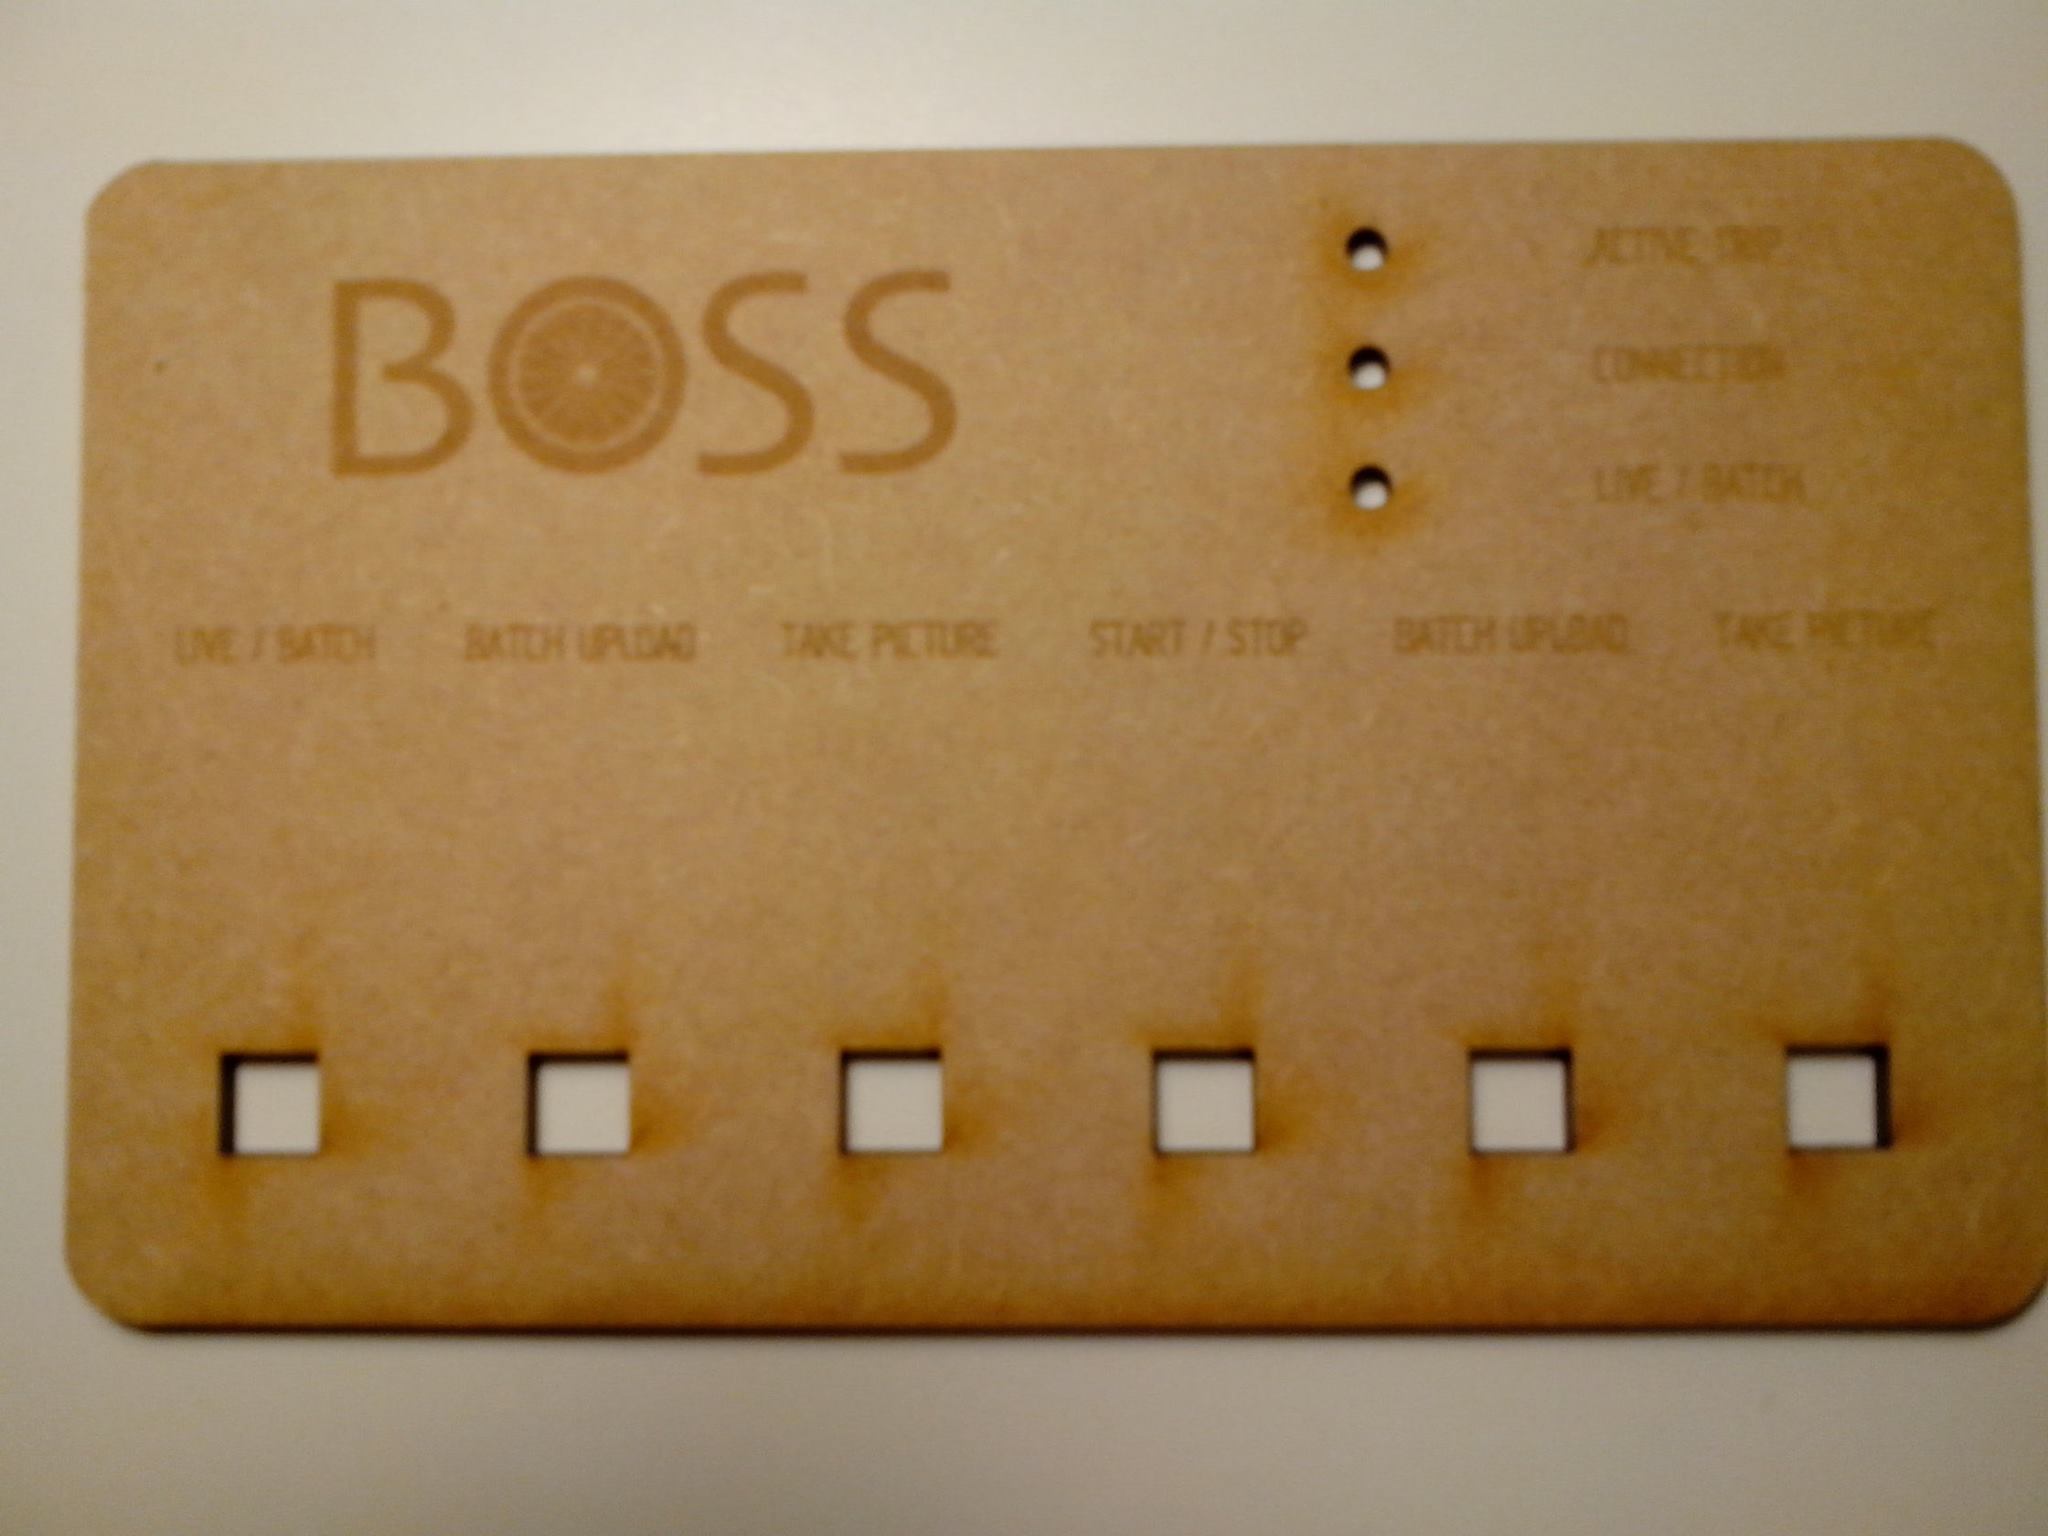 BOSS
ACTIVE TRIP
CONNECTION
LIVE / BATCH
LIVE / BATCH BATCH UPLOAD TAKE PICTURE START / STOP BATCH UPLOAD TAKE PICTURE